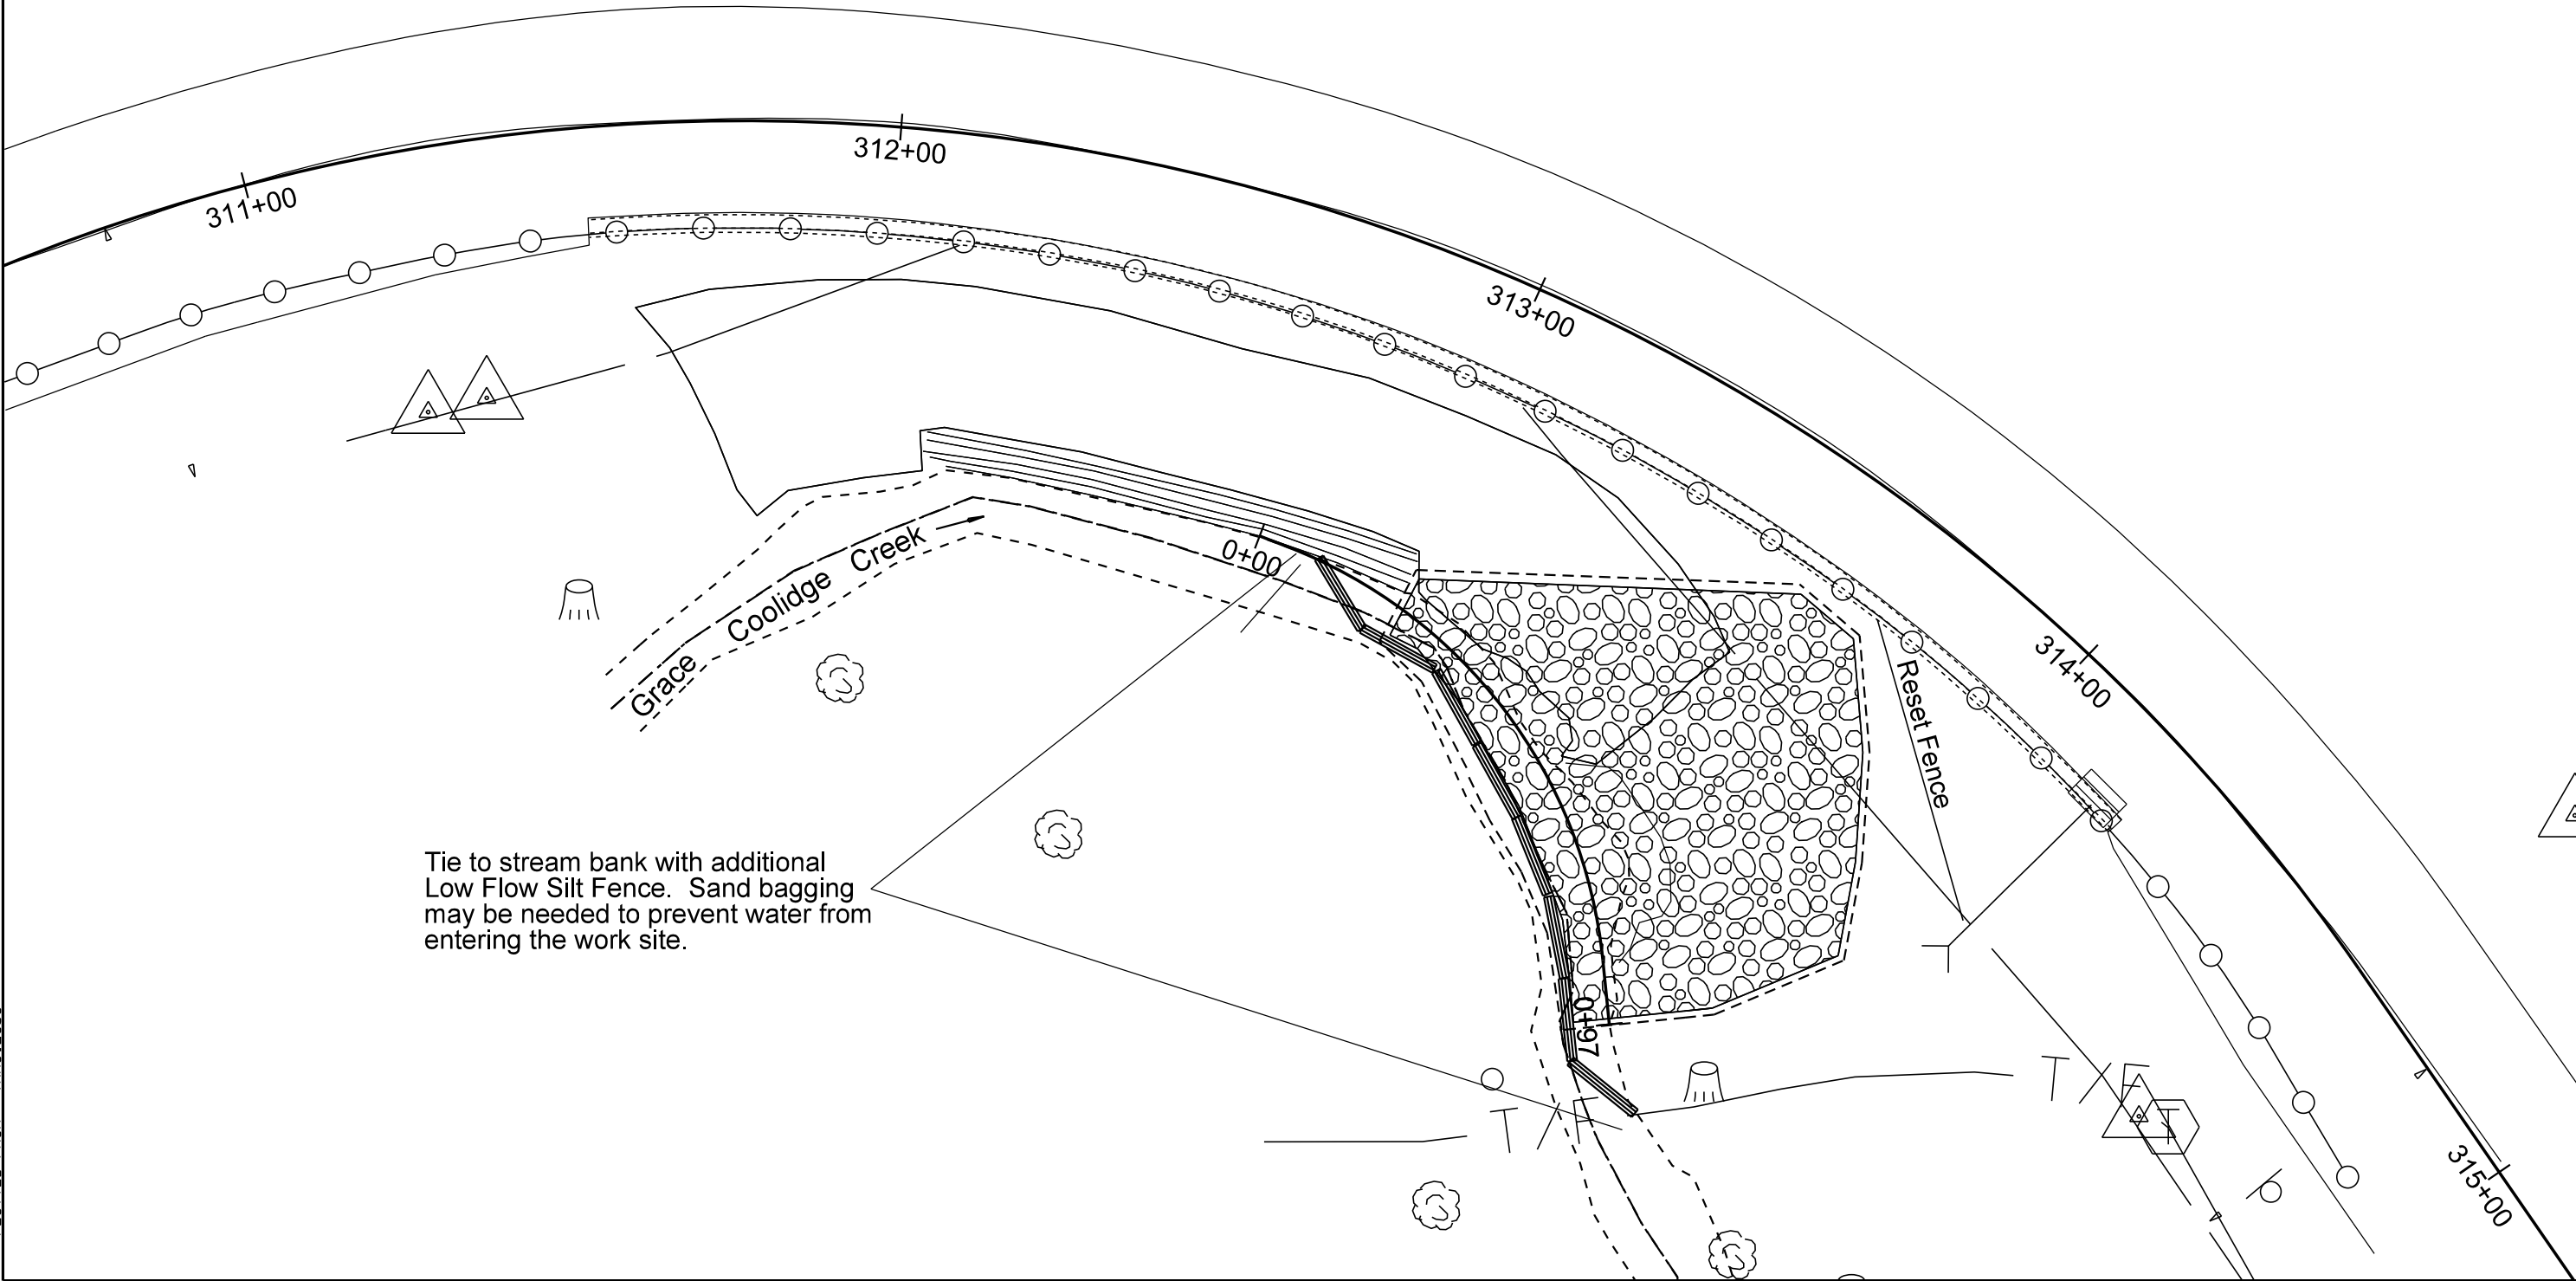 312+00
311+00
313+00
0+00
Grace Coolidge Creek
314+00
Reset Fence
Tie to stream bank with additional
Low Flow Silt Fence. Sand bagging
may be needed to prevent water from
entering the work site.
0+97
315+00